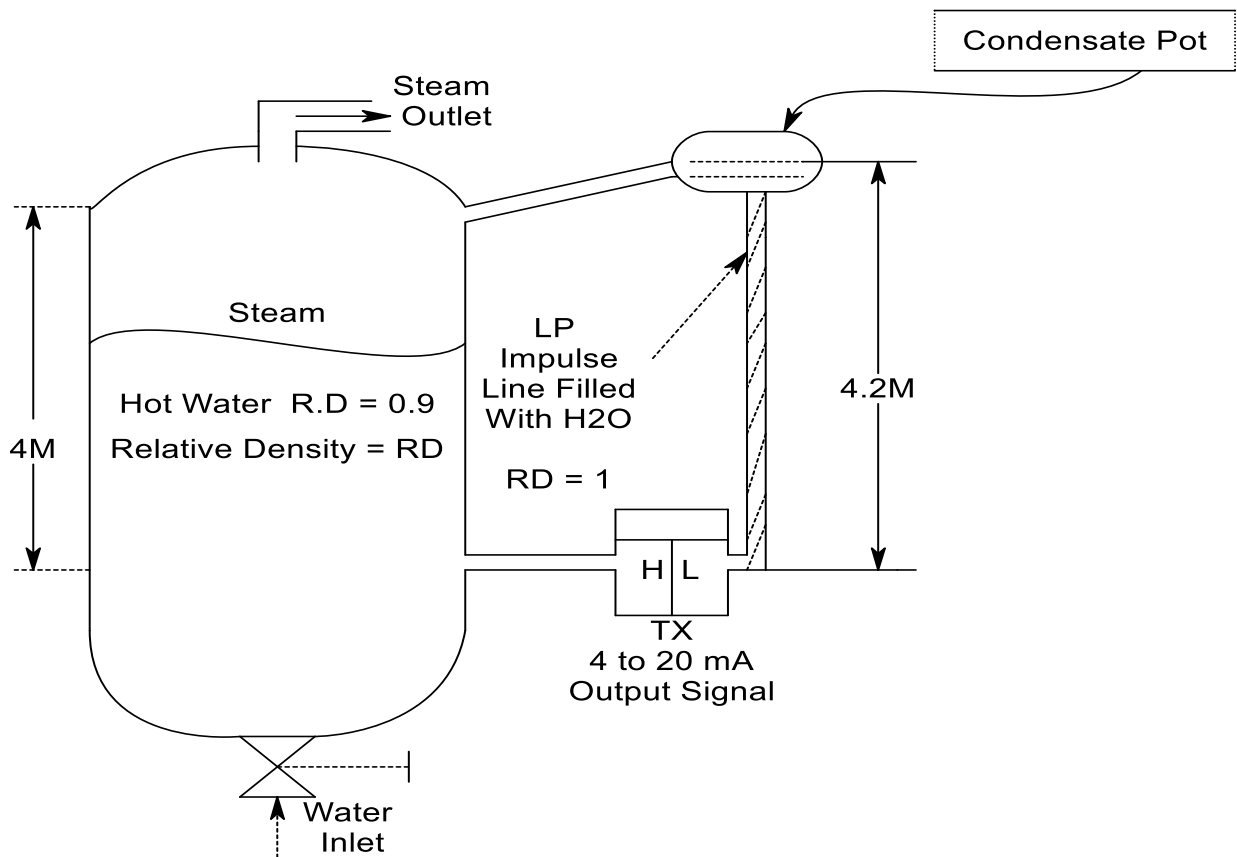 Condensate Pot
Steam
Outlet
Steam
LP
Impulse
Line Filled
With H2O
4.2M
Hot Water R.D = 0.9
4M
Relative Density = RD
RD = 1
H L
TX
4 to 20 mA
Output Signal
Water
Inlet